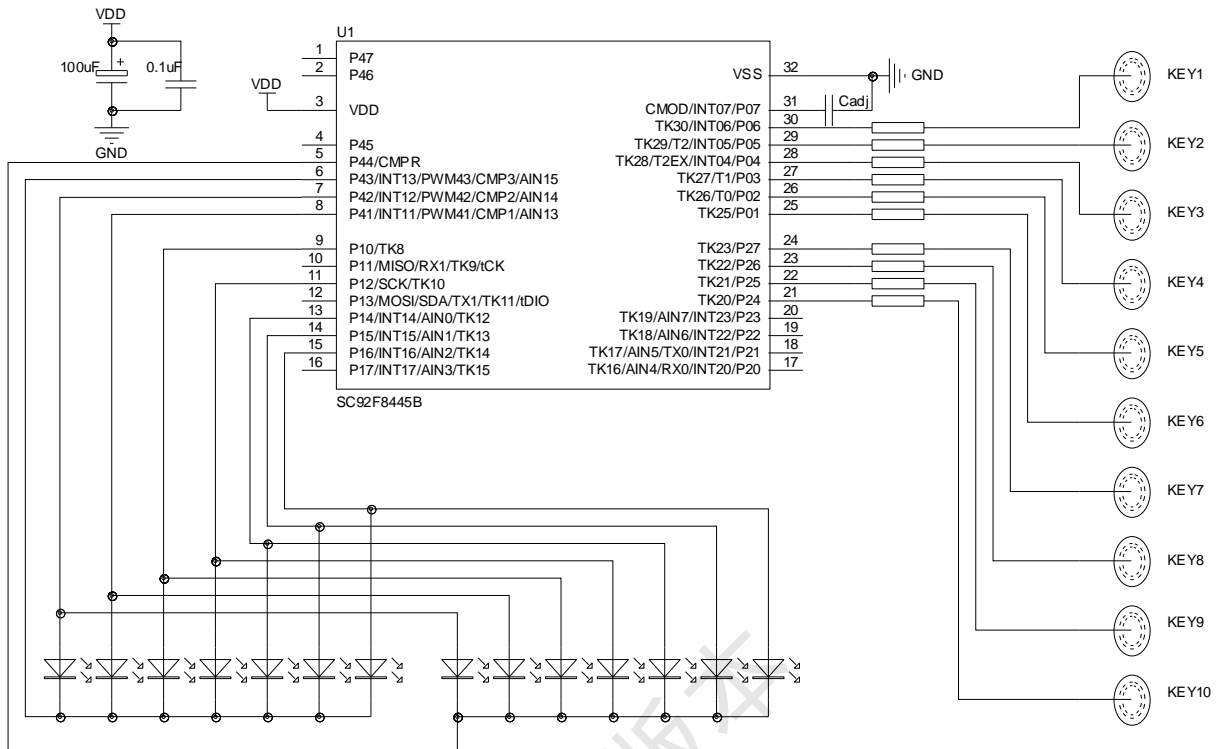 VDD
100uF
+
0.1uF
GND
VDD
U1
1 P47
2 P46
3 VDD
4 P45
5 P44/CMPR
6 P43/INT13/PWM43/CMP3/AIN15
7 P42/INT12/PWM42/CMP2/AIN14
8 P41/INT11/PWM41/CMP1/AIN13
9 P10/TK8
10 P11/MISO/RX1/TK9/tCK
11 P12/SCK/TK10
12 P13/MOSI/SDA/TX1/TK11/tDIO
13 P14/INT14/AIN0/TK12
14 P15/INT15/AIN1/TK13
15 P16/INT16/AIN2/TK14
16 P17/INT17/AIN3/TK15
VSS 32
CMOD/INT07/P07 31
TK30/INT06/P06 30
TK29/T2/INT05/P05 29
TK28/T2EX/INT04/P04 28
TK27/T1/P03 27
TK26/T0/P02 26
TK25/P01 25
TK23/P27 24
TK22/P26 23
TK21/P25 22
TK20/P24 21
TK19/AIN7/INT23/P23 20
TK18/AIN6/INT22/P22 19
TK17/AIN5/TX0/INT21/P21 18
TK16/AIN4/RX0/INT20/P20 17
SC92F8445B
GND
Cadj
KEY1
KEY2
KEY3
KEY4
KEY5
KEY6
KEY7
KEY8
KEY9
KEY10
版本